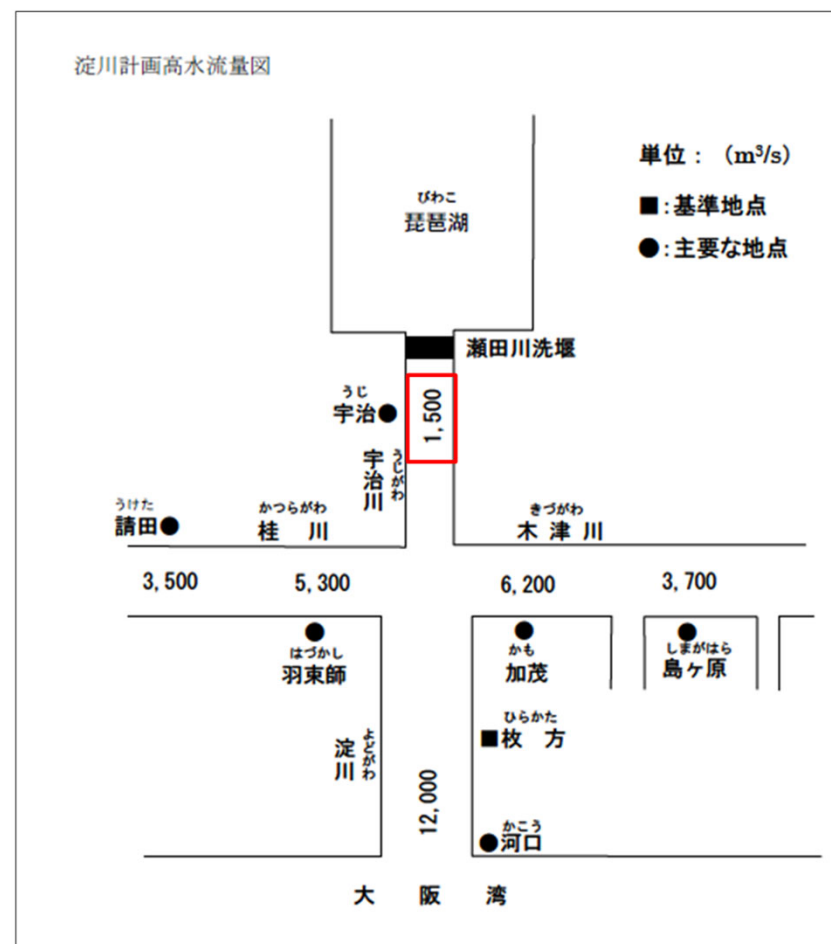 淀川計画高水流量図
単位：（m³/s）
びわこ
琵琶湖
■:基準地点
●:主要な地点
瀬田川洗堰
うじ
宇治●
1,500
宇治川
うじがわ
うけた
請田●
かつらがわ
桂川
きづがわ
木津川
3,500
5,300
6,200
3,700
●
はづかし
羽束師
●
かも
加茂
●
しまがはら
島ヶ原
ひらかた
■枚方
淀川
よどがわ
12,000
かこう
●河口
大阪湾